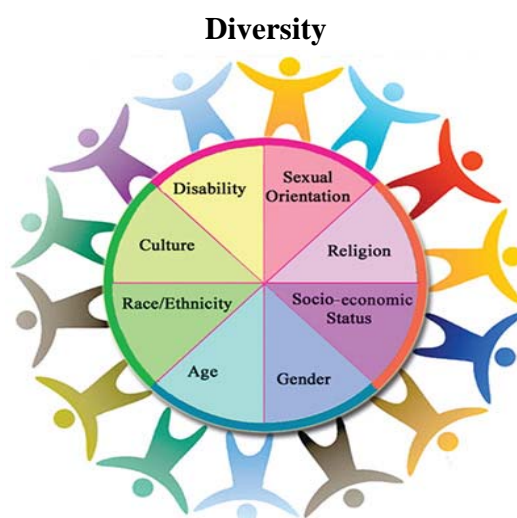 Diversity
Disability
Sexual
Orientation
Culture
Religion
Race/Ethnicity
Socio-economic
Status
Age
Gender